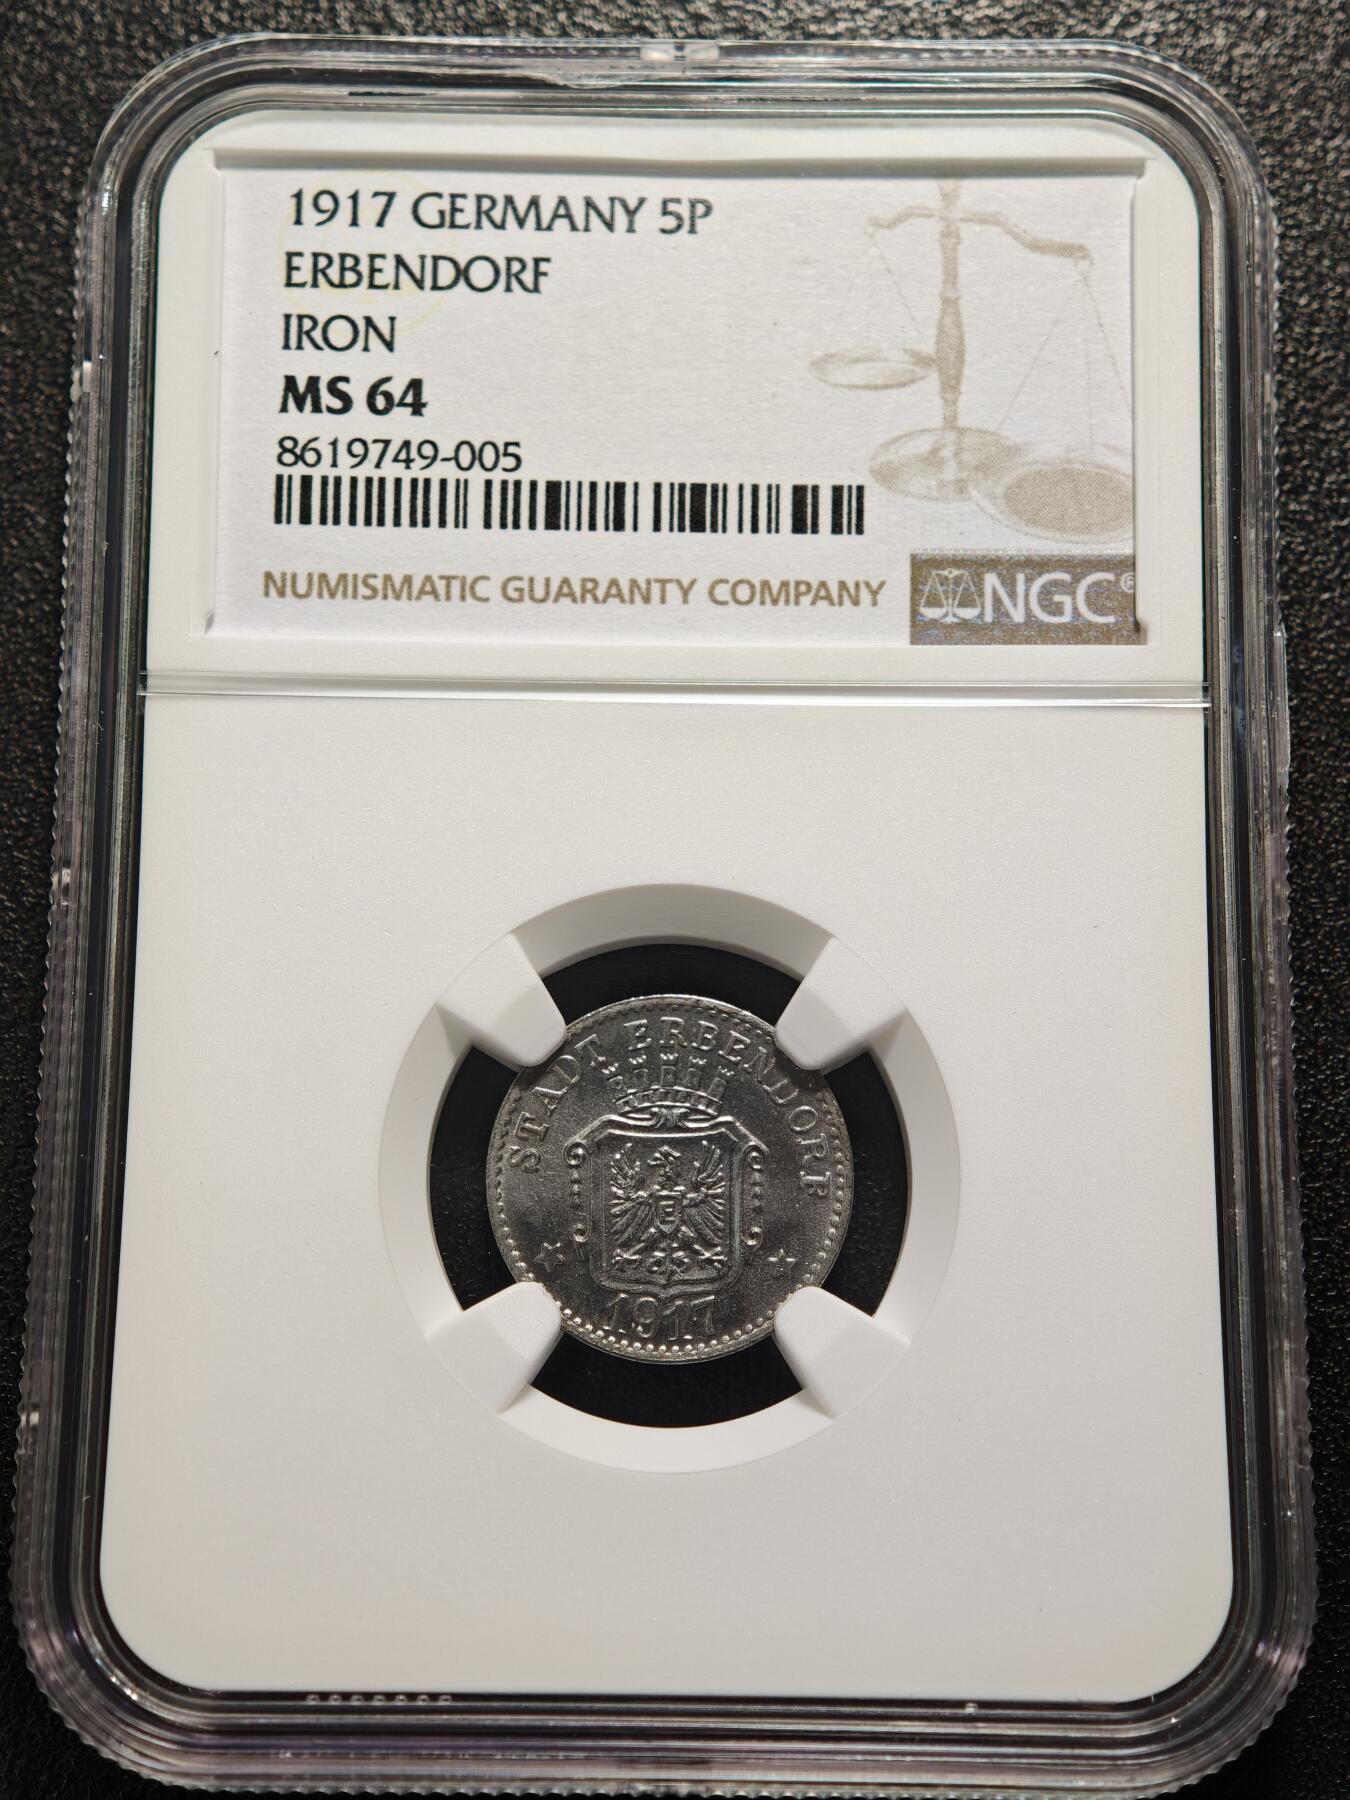 1917 GERMANY 5P
ERBENDORF
IRON
MS 64
8619749-005
NUMISMATIC GUARANTY COMPANY
NGC®
STADT ERBENDORF
E
1917